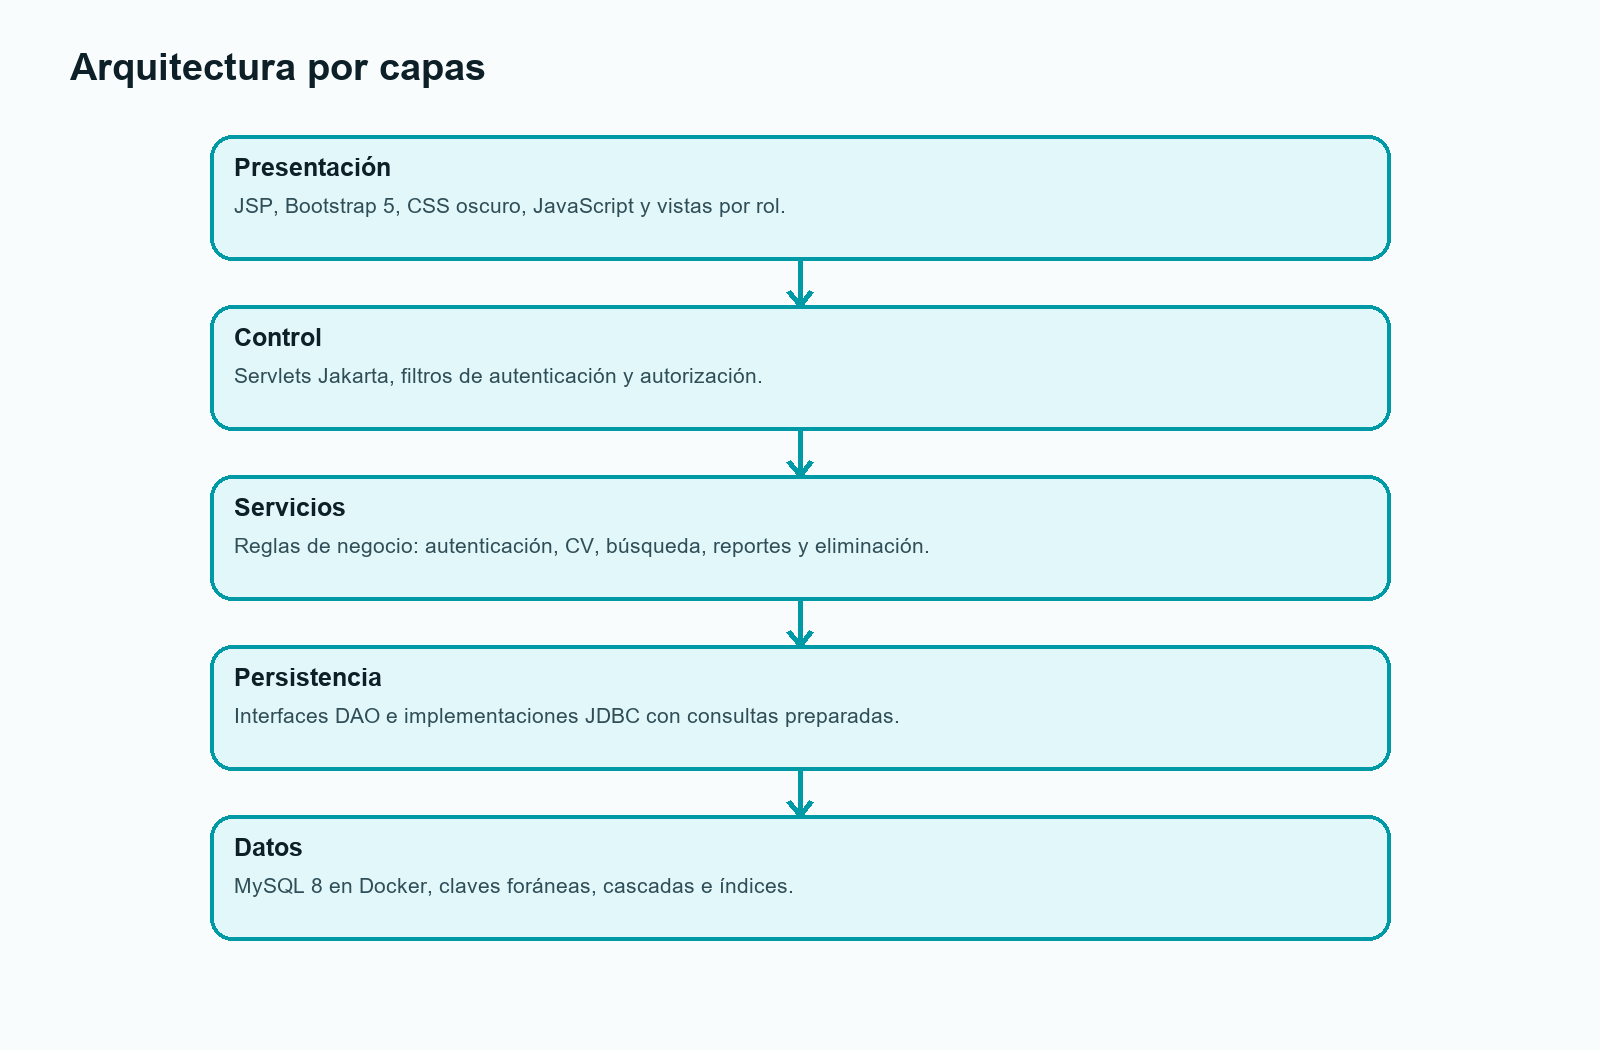 Arquitectura por capas
Presentación
JSP, Bootstrap 5, CSS oscuro, JavaScript y vistas por rol.
Control
Servlets Jakarta, filtros de autenticación y autorización.
Servicios
Reglas de negocio: autenticación, CV, búsqueda, reportes y eliminación.
Persistencia
Interfaces DAO e implementaciones JDBC con consultas preparadas.
Datos
MySQL 8 en Docker, claves foráneas, cascadas e índices.